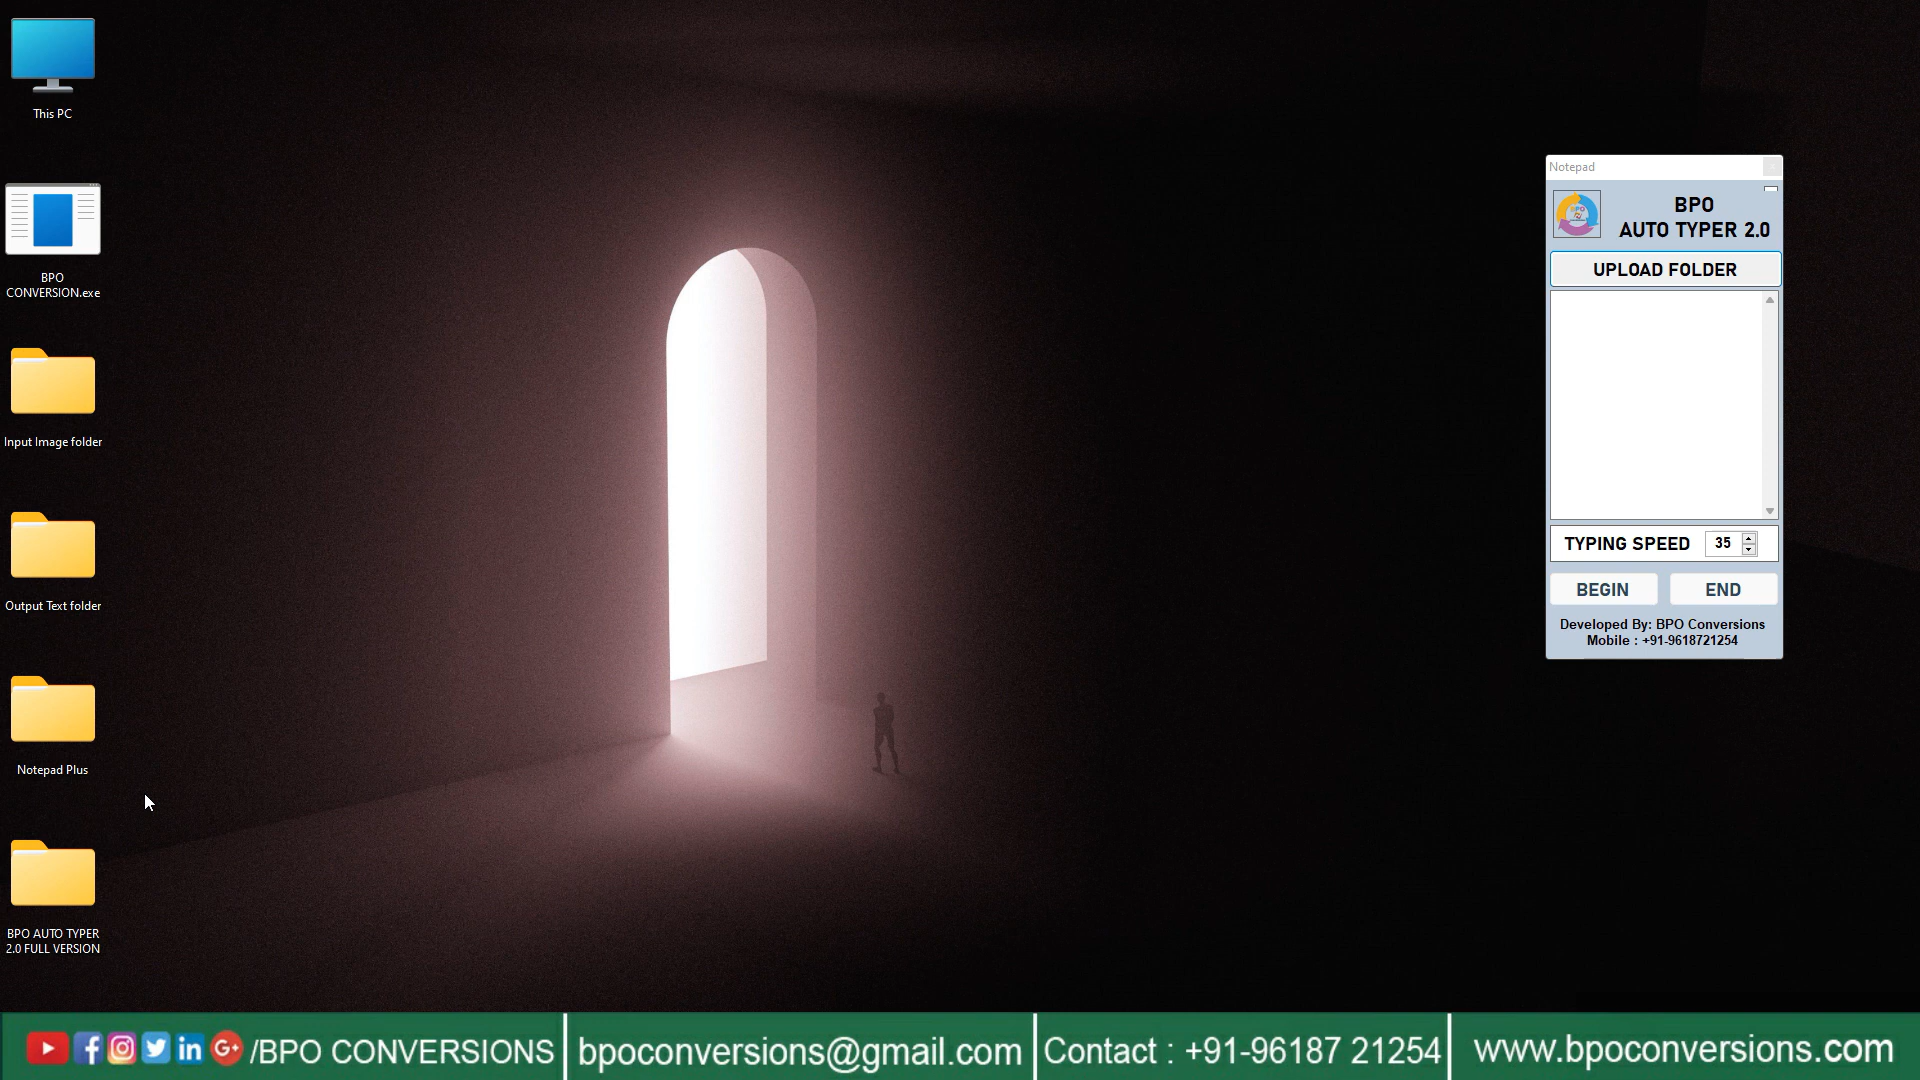 This PC
BPO
CONVERSION.exe
Input Image folder
Output Text folder
Notepad Plus
BPO AUTO TYPER
2.0 FULL VERSION
Notepad
BPO
AUTO TYPER 2.0
UPLOAD FOLDER
TYPING SPEED 35
BEGIN END
Developed By: BPO Conversions
Mobile : +91-9618721254
/BPO CONVERSIONS bpoconversions@gmail.com Contact : +91-96187 21254 www.bpoconversions.com